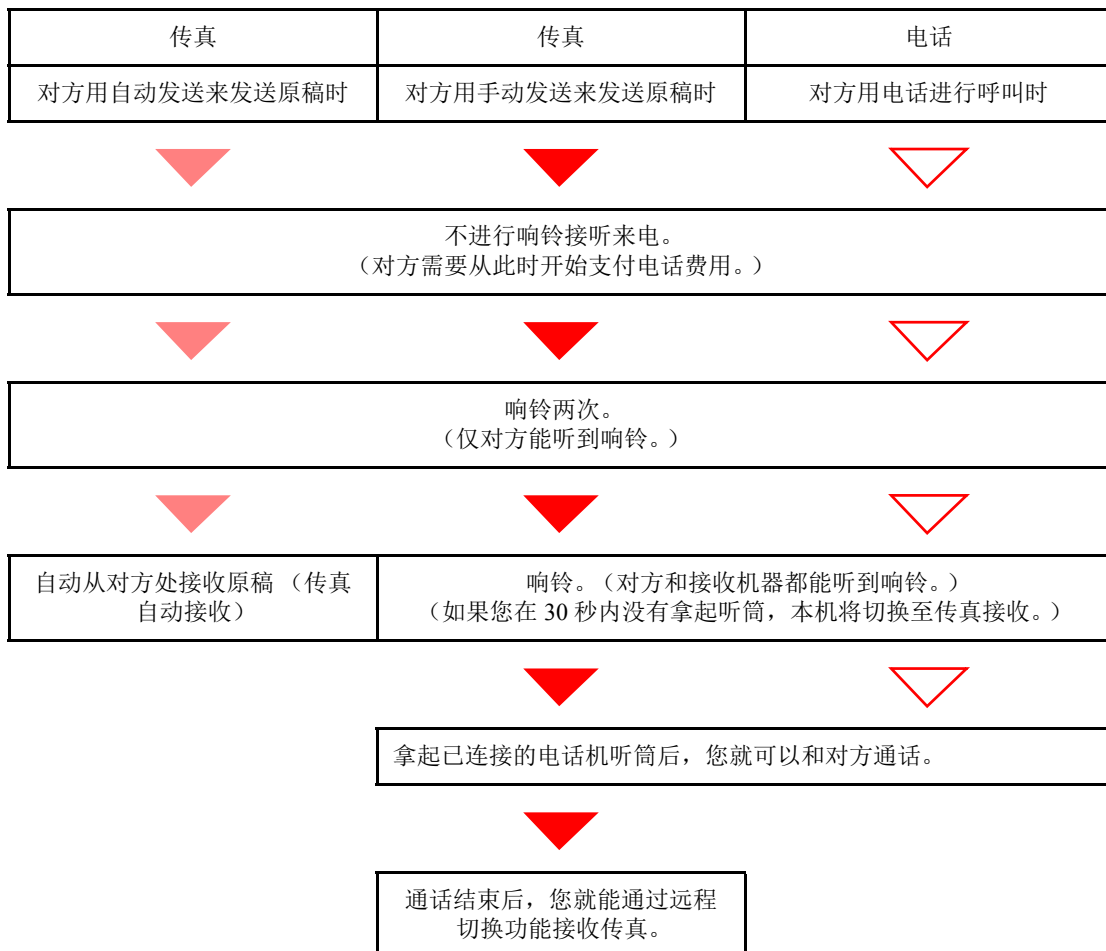 传真
传真
电话
对方用自动发送来发送原稿时
对方用手动发送来发送原稿时
对方用电话进行呼叫时
不进行响铃接听来电。
（对方需要从此时开始支付电话费用。）
响铃两次。
（仅对方能听到响铃。）
自动从对方处接收原稿 （传真
自动接收）
响铃。（对方和接收机器都能听到响铃。）
（如果您在 30 秒内没有拿起听筒，本机将切换至传真接收。）
拿起已连接的电话机听筒后，您就可以和对方通话。
通话结束后，您就能通过远程
切换功能接收传真。